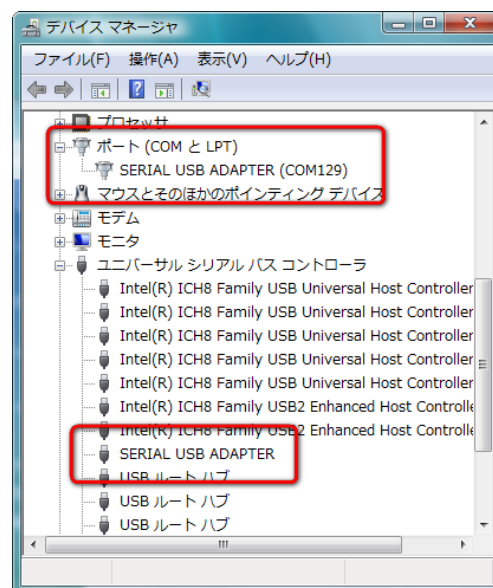 デバイス マネージャ
ファイル(F) 操作(A) 表示(V) ヘルプ(H)
プロセッサ
ポート (COM と LPT)
SERIAL USB ADAPTER (COM129)
マウスとそのほかのポインティング デバイス
モデム
モニタ
ユニバーサル シリアル バス コントローラ
Intel(R) ICH8 Family USB Universal Host Controller
Intel(R) ICH8 Family USB Universal Host Controller
Intel(R) ICH8 Family USB Universal Host Controller
Intel(R) ICH8 Family USB Universal Host Controller
Intel(R) ICH8 Family USB Universal Host Controller
Intel(R) ICH8 Family USB2 Enhanced Host Controlle
Intel(R) ICH8 Family USB2 Enhanced Host Controlle
SERIAL USB ADAPTER
USB ルート ハブ
USB ルート ハブ
USB ルート ハブ